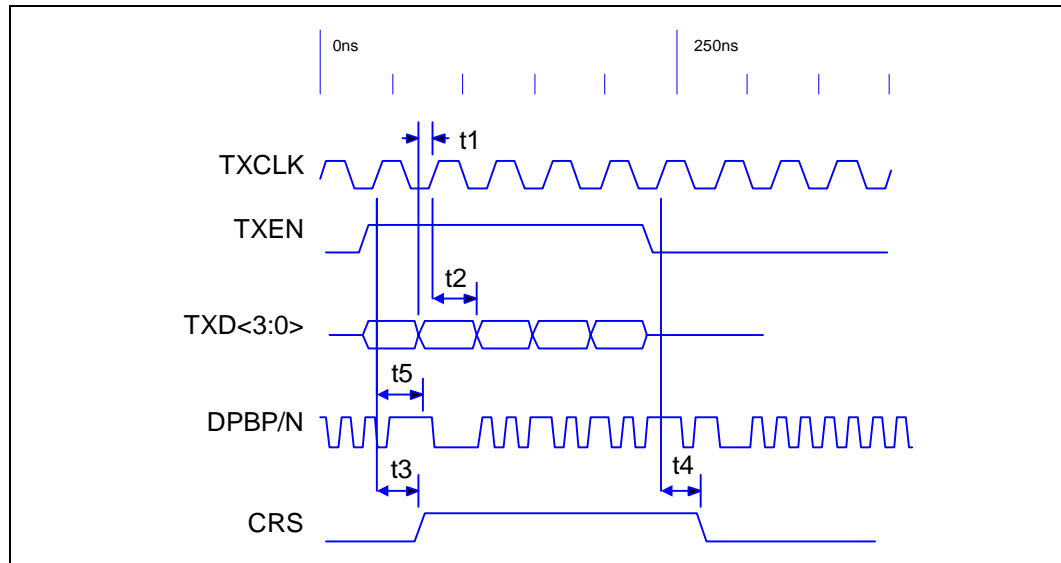 0ns 250ns
t1
TXCLK
TXEN
t2
TXD<3:0>
t5
DPBP/N
t3 t4
CRS